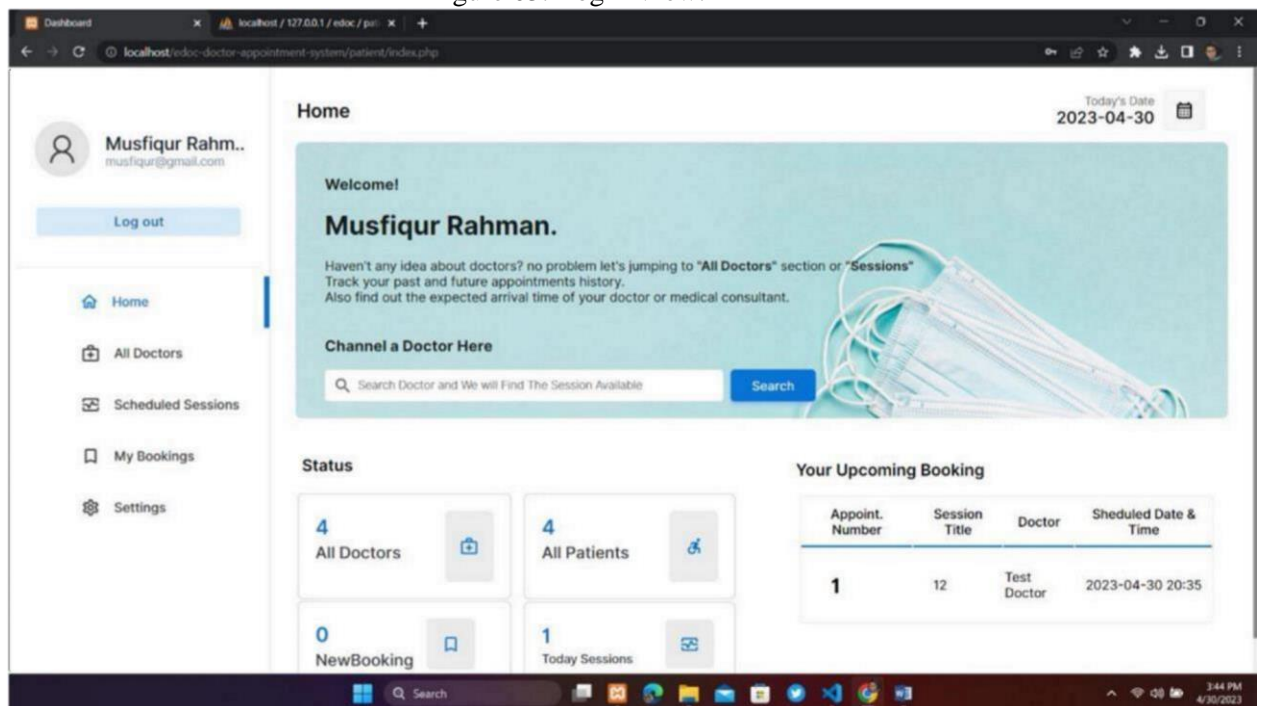 Dashboard
localhost / 127.0.0.1 / edoc / pati
localhost/edoc-doctor-appointment-system/patient/index.php
Musfiqur Rahm..
musfiqur@gmail.com
Log out
Home
All Doctors
Scheduled Sessions
My Bookings
Settings
Home
Today's Date
2023-04-30
Welcome!
Musfiqur Rahman.
Haven't any idea about doctors? no problem let's jumping to "All Doctors" section or "Sessions"
Track your past and future appointments history.
Also find out the expected arrival time of your doctor or medical consultant.
Channel a Doctor Here
Search Doctor and We will Find The Session Available
Search
Status
4
All Doctors
4
All Patients
0
NewBooking
1
Today Sessions
Your Upcoming Booking
Appoint. Number Session Title Doctor Sheduled Date & Time
1 12 Test Doctor 2023-04-30 20:35
Search
3:44 PM
4/30/2023